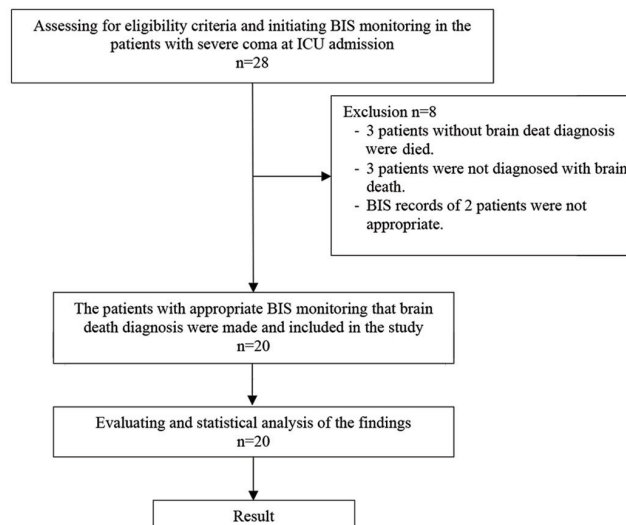 Assessing for eligibility criteria and initiating BIS monitoring in the
patients with severe coma at ICU admission
n=28
Exclusion n=8
- 3 patients without brain deat diagnosis
were died.
- 3 patients were not diagnosed with brain
death.
- BIS records of 2 patients were not
appropriate.
The patients with appropriate BIS monitoring that brain
death diagnosis were made and included in the study
n=20
Evaluating and statistical analysis of the findings
n=20
Result